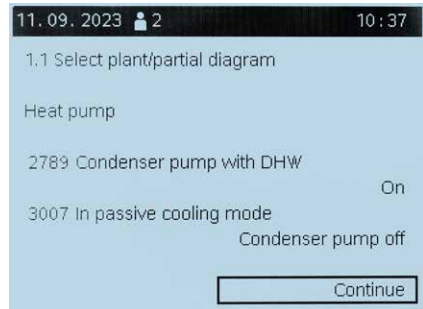 11.09.2023 2 10:37
1.1 Select plant/partial diagram
Heat pump
2789 Condenser pump with DHW
On
3007 In passive cooling mode
Condenser pump off
Continue